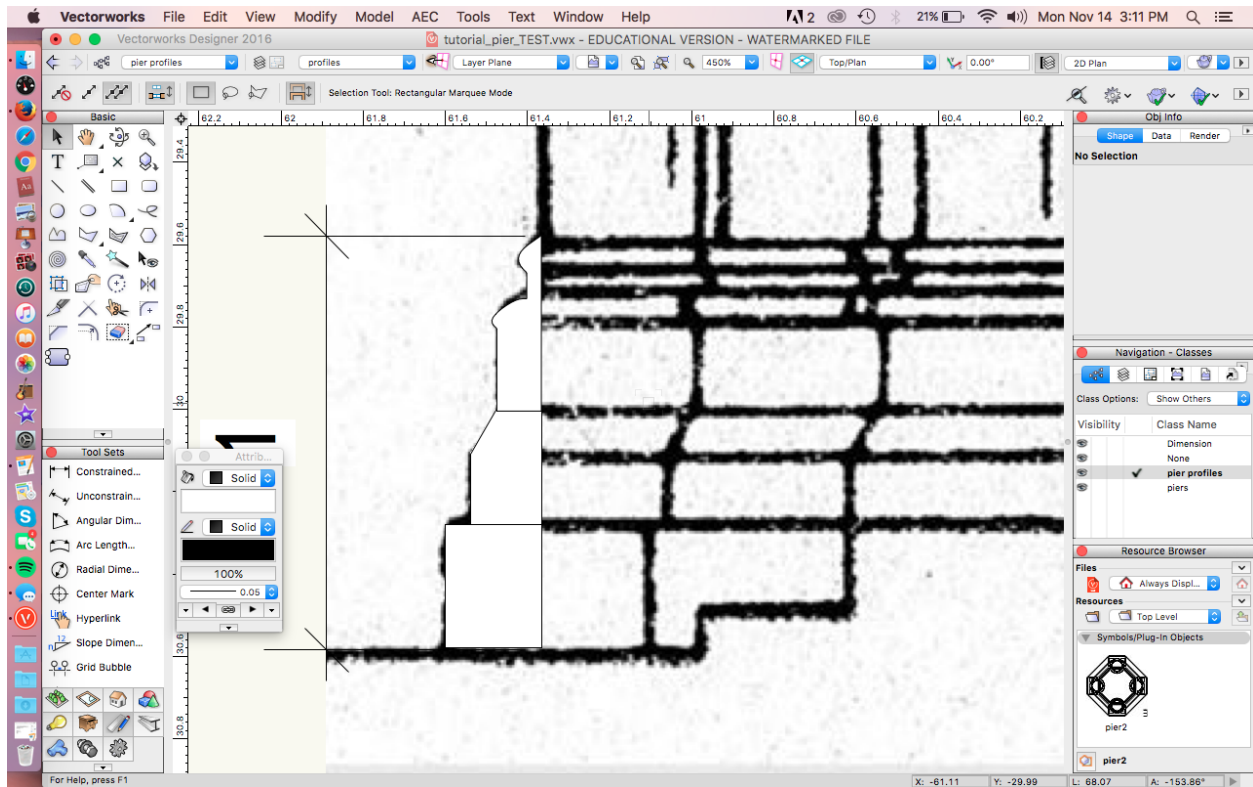 Vectorworks File Edit View Modify Model AEC Tools Text Window Help 2 21% Mon Nov 14 3:11 PM
Vectorworks Designer 2016 tutorial_pier_TEST.vwx - EDUCATIONAL VERSION - WATERMARKED FILE
pier profiles profiles Layer Plane 450% Top/Plan 0.00° 2D Plan
Selection Tool: Rectangular Marquee Mode
Basic
62.2 62 61.8 61.6 61.4 61.2 61 60.8 60.6 60.4 60.2
29.4
29.6
29.8
30
30.6
30.8
Obj Info
Shape Data Render
No Selection
Tool Sets
Constrained...
Unconstrain...
Angular Dim...
Arc Length...
Radial Dime...
Center Mark
Hyperlink
Slope Dimen...
Grid Bubble
Attrib...
Solid
Solid
100%
0.05
Navigation - Classes
Class Options: Show Others
Visibility Class Name
Dimension
None
pier profiles
piers
Resource Browser
Files
Always Displ...
Resources
Top Level
Symbols/Plug-In Objects
pier2
pier2
For Help, press F1 X: -61.11 Y: -29.99 L: 68.07 A: -153.86°